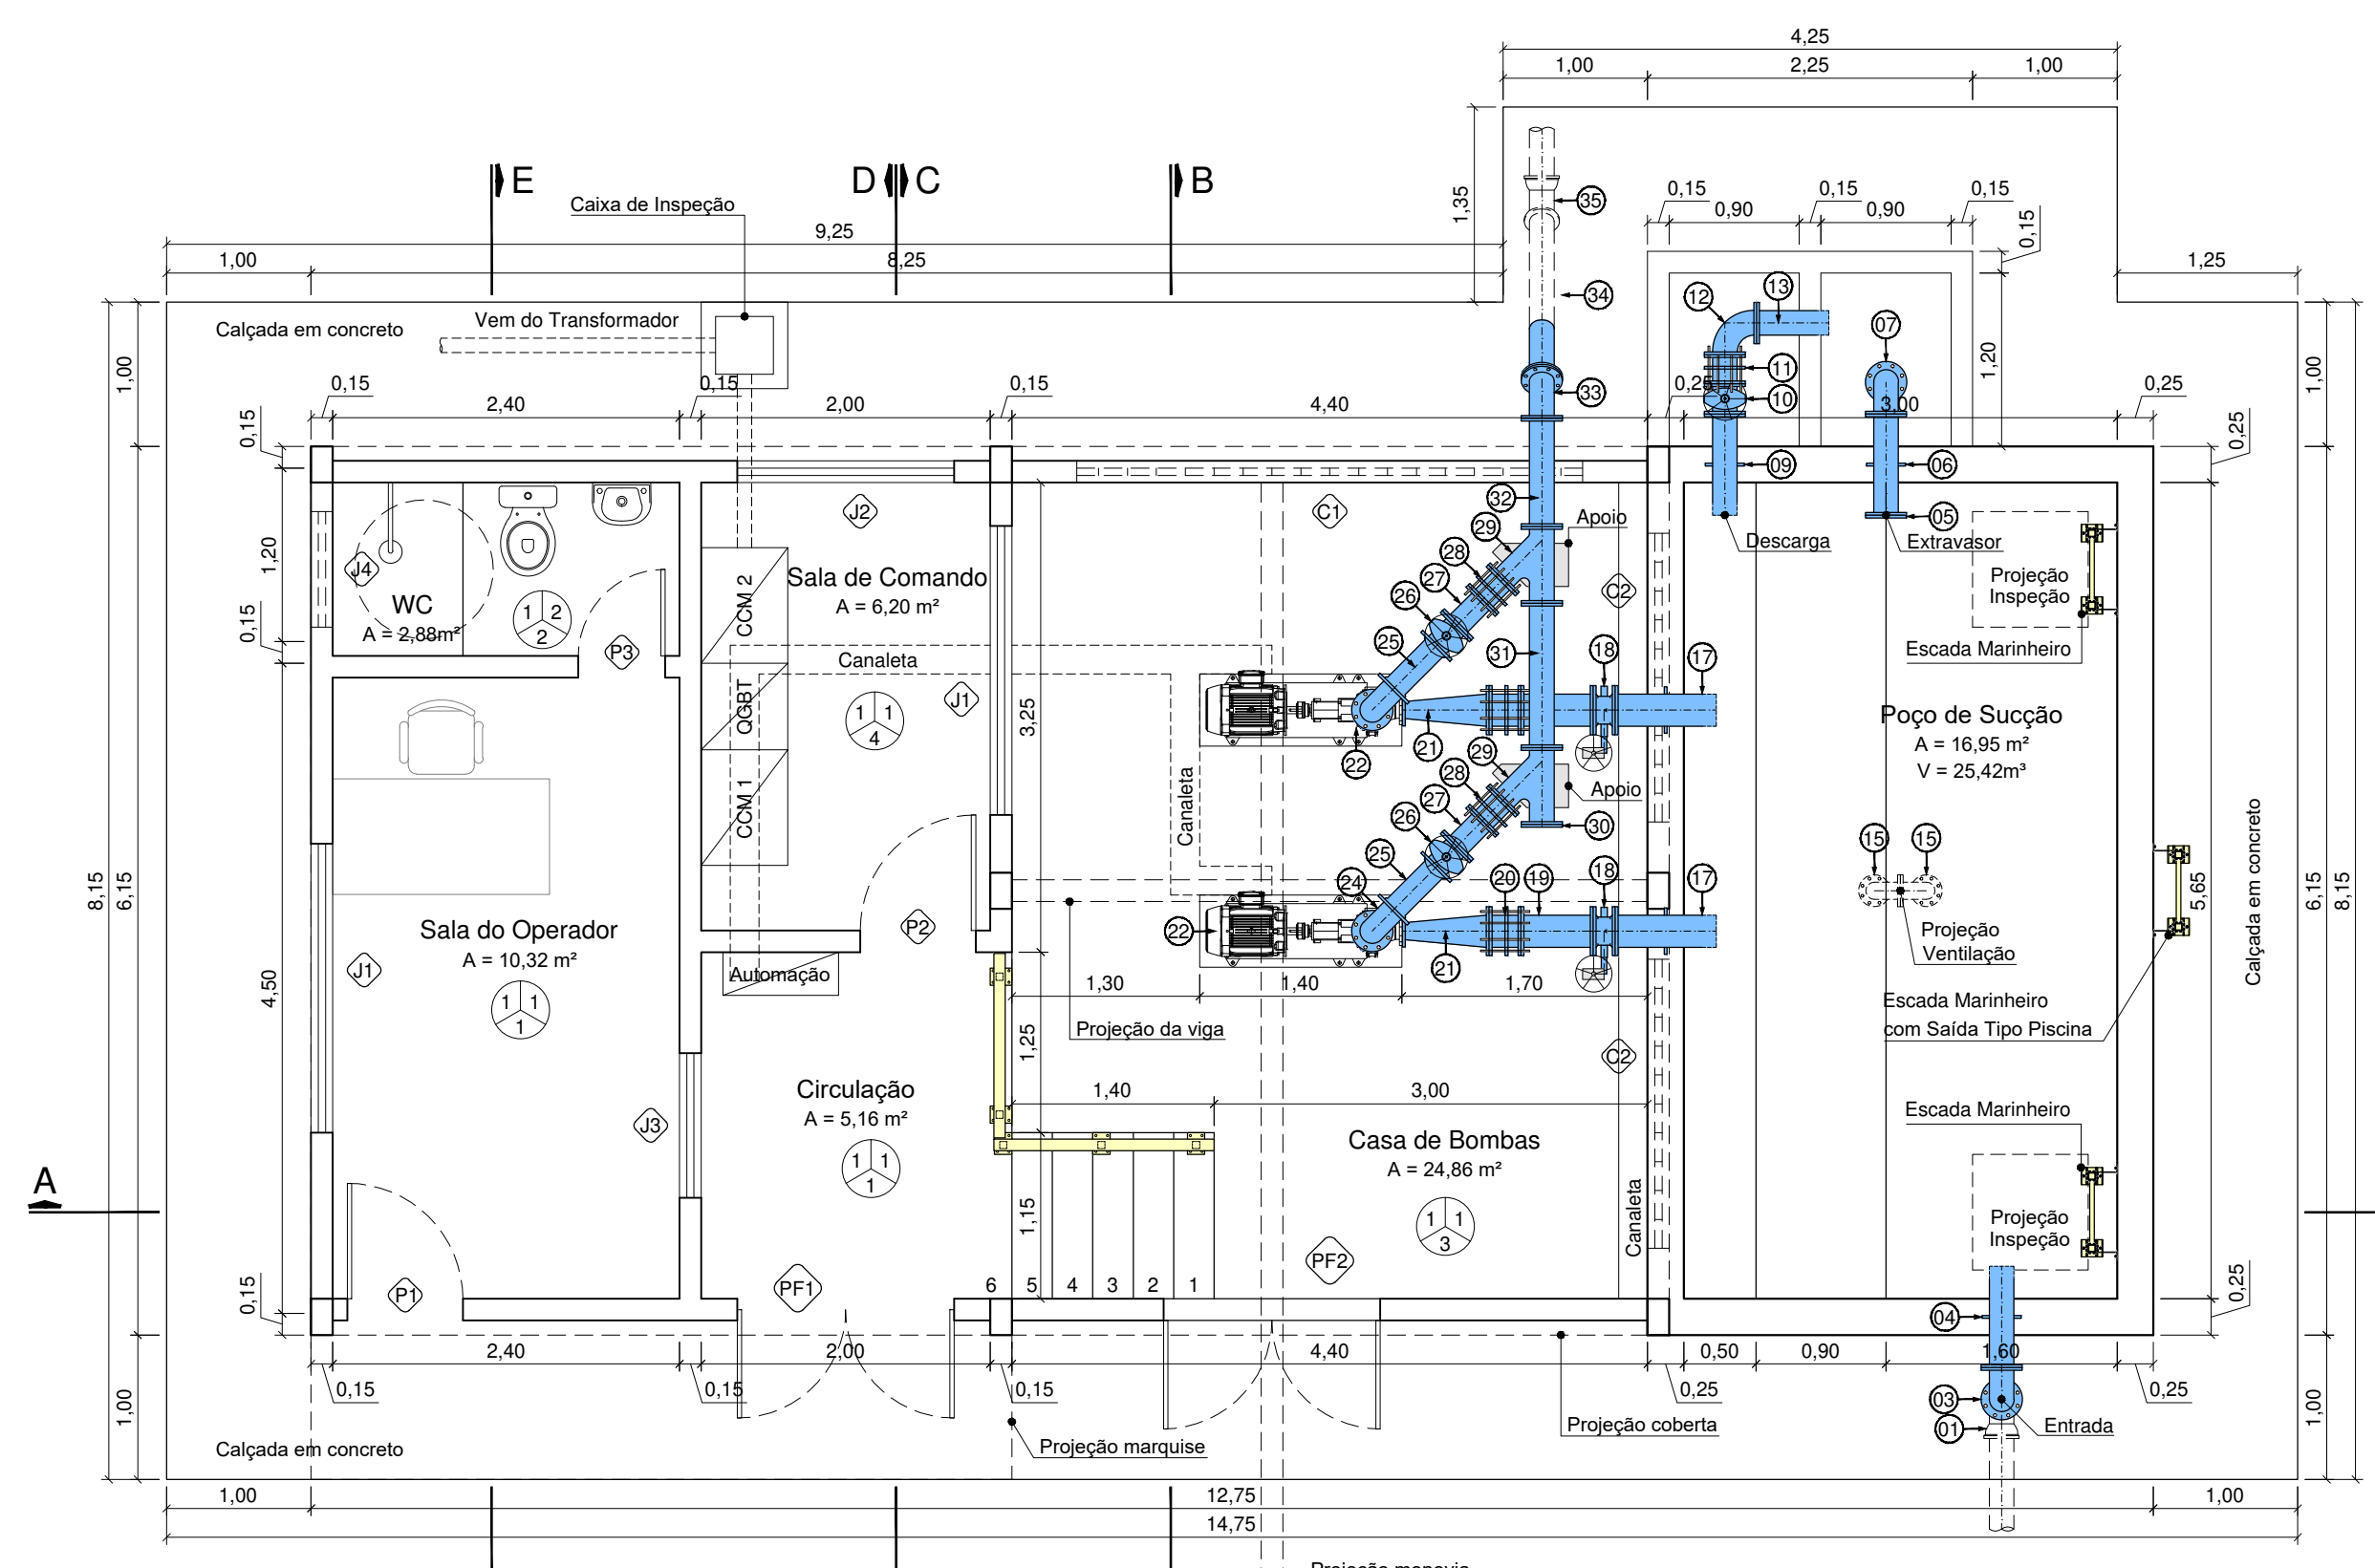 4,25
1,00 2,25 1,00
E D C B
Caixa de Inspeção
1,35
35
0,15 0,15 0,15
0,90 0,90
0,15
9,25
1,00 8,25
1,25
34
12 13
07
Calçada em concreto
Vem do Transformador
1,00
11
1,20
1,00
0,15 0,15 0,15
33
10
0,25
0,25
2,40 2,00 4,40 3,00
0,15
0,25
09 06
32
J2 C1
29
Apoio
05
Descarga
Extravasor
1,20
J4
28
Sala de Comando
A = 6,20 m²
27
C2
Projeção
Inspeção
WC
A = 2,88m²
1 2
2
CCM 2
26
0,15
P3
25
31
18
17
Escada Marinheiro
Canaleta
QGBT
J1
1 1
4
3,25
Poço de Sucção
A = 16,95 m²
V = 25,42m³
21
29
22
28
Apoio
CCM 1
Canaleta
27
26
30
Calçada em concreto
15 15
25
24
20 19
18
17
8,15 6,15
5,65
6,15 8,15
Sala do Operador
A = 10,32 m²
P2
22
Projeção
Ventilação
J1
21
Automação
4,50
1 1
1
1,30 1,40 1,70
Escada Marinheiro
com Saída Tipo Piscina
Projeção da viga
1,25
C2
Circulação
A = 5,16 m²
1,40 3,00
Escada Marinheiro
J3
Casa de Bombas
A = 24,86 m²
1 1
1
A
1,15
Canaleta
1 1
3
Projeção
Inspeção
PF2
0,15
P1
PF1
6 5 4 3 2 1
0,25
04
2,40 2,00 4,40 0,50 0,90 1,60
0,15 0,15 0,15 0,25 0,25
1,00
03
1,00
01
Entrada
Projeção coberta
Calçada em concreto
Projeção marquise
1,00 12,75 1,00
14,75